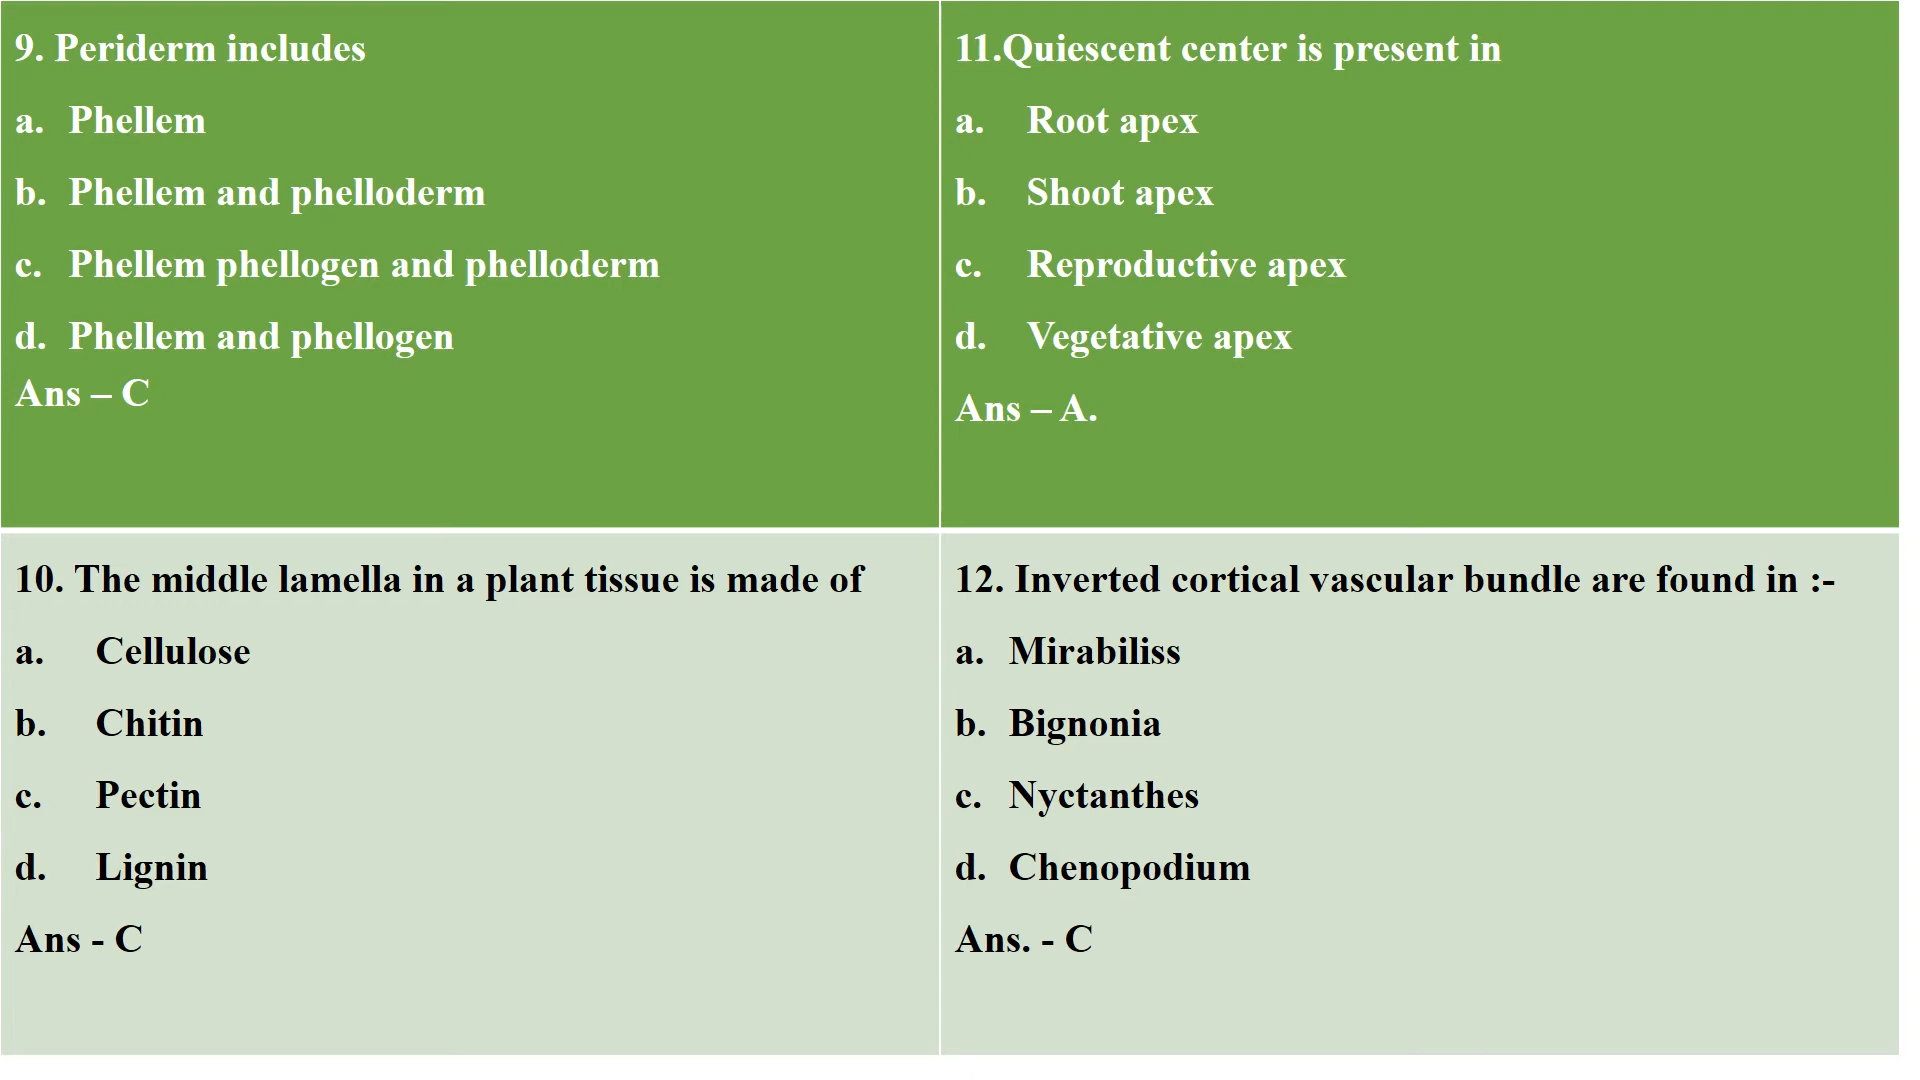 9. Periderm includes
a. Phellem
b. Phellem and phelloderm
c. Phellem phellogen and phelloderm
d. Phellem and phellogen
Ans – C
11.Quiescent center is present in
a. Root apex
b. Shoot apex
c. Reproductive apex
d. Vegetative apex
Ans – A.
10. The middle lamella in a plant tissue is made of
a. Cellulose
b. Chitin
c. Pectin
d. Lignin
Ans - C
12. Inverted cortical vascular bundle are found in :-
a. Mirabiliss
b. Bignonia
c. Nyctanthes
d. Chenopodium
Ans. - C